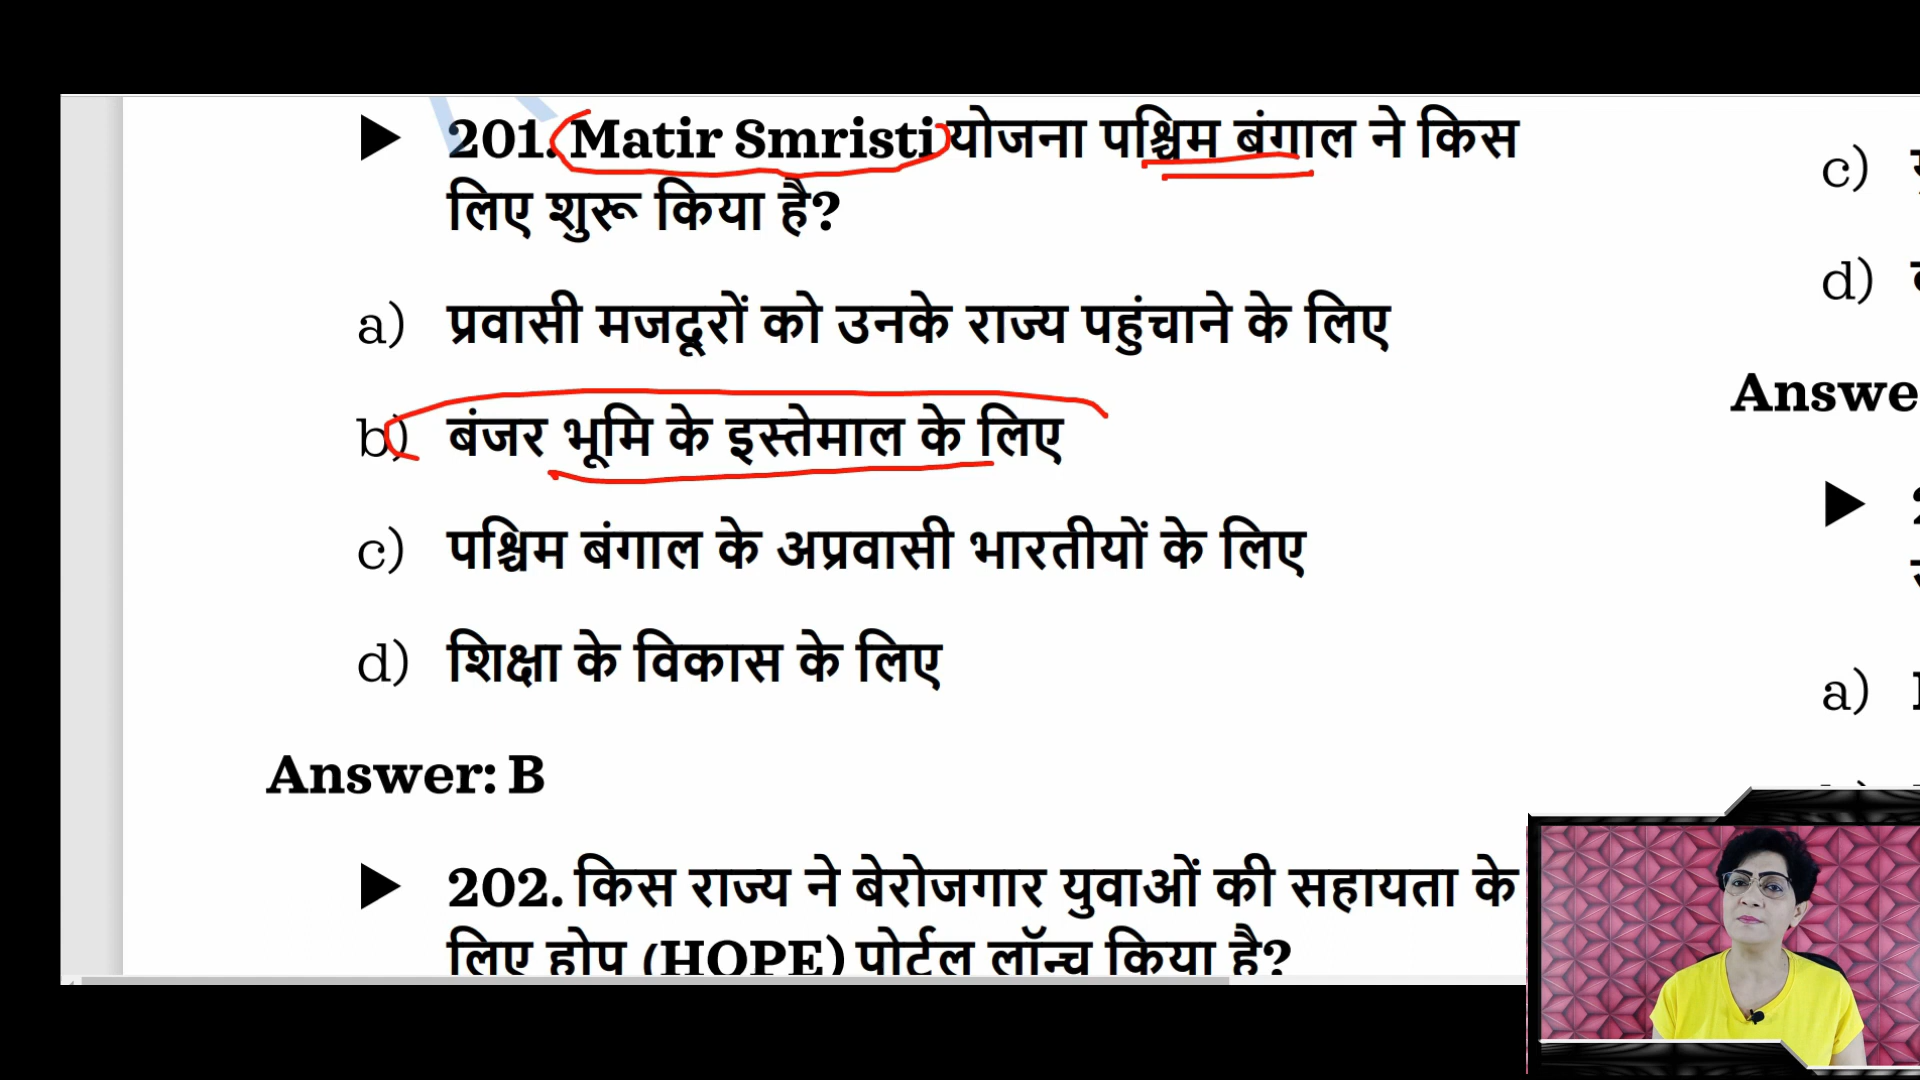 201. Matir Smristi योजना पश्चिम बंगाल ने किस
लिए शुरू किया है?
a) प्रवासी मजदूरों को उनके राज्य पहुंचाने के लिए
b) बंजर भूमि के इस्तेमाल के लिए
c) पश्चिम बंगाल के अप्रवासी भारतीयों के लिए
d) शिक्षा के विकास के लिए
Answer: B
202. किस राज्य ने बेरोजगार युवाओं की सहायता के
लिए होप (HOPE) पोर्टल लॉन्च किया है?
c)
d)
Answe
a)